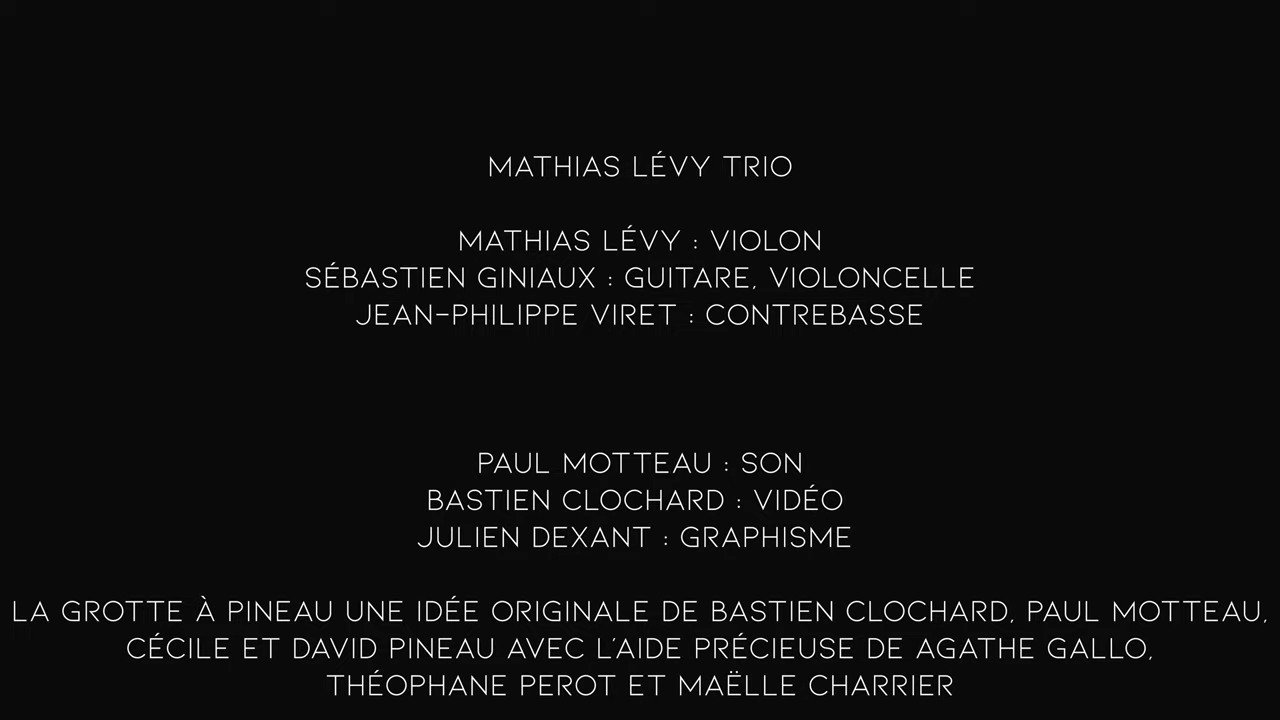 MATHIAS LÉVY TRIO
MATHIAS LÉVY : VIOLON
SÉBASTIEN GINIAUX : GUITARE, VIOLONCELLE
JEAN-PHILIPPE VIRET : CONTREBASSE
PAUL MOTTEAU : SON
BASTIEN CLOCHARD : VIDÉO
JULIEN DEXANT : GRAPHISME
LA GROTTE À PINEAU UNE IDÉE ORIGINALE DE BASTIEN CLOCHARD, PAUL MOTTEAU,
CÉCILE ET DAVID PINEAU AVEC L'AIDE PRÉCIEUSE DE AGATHE GALLO,
THÉOPHANE PEROT ET MAËLLE CHARRIER